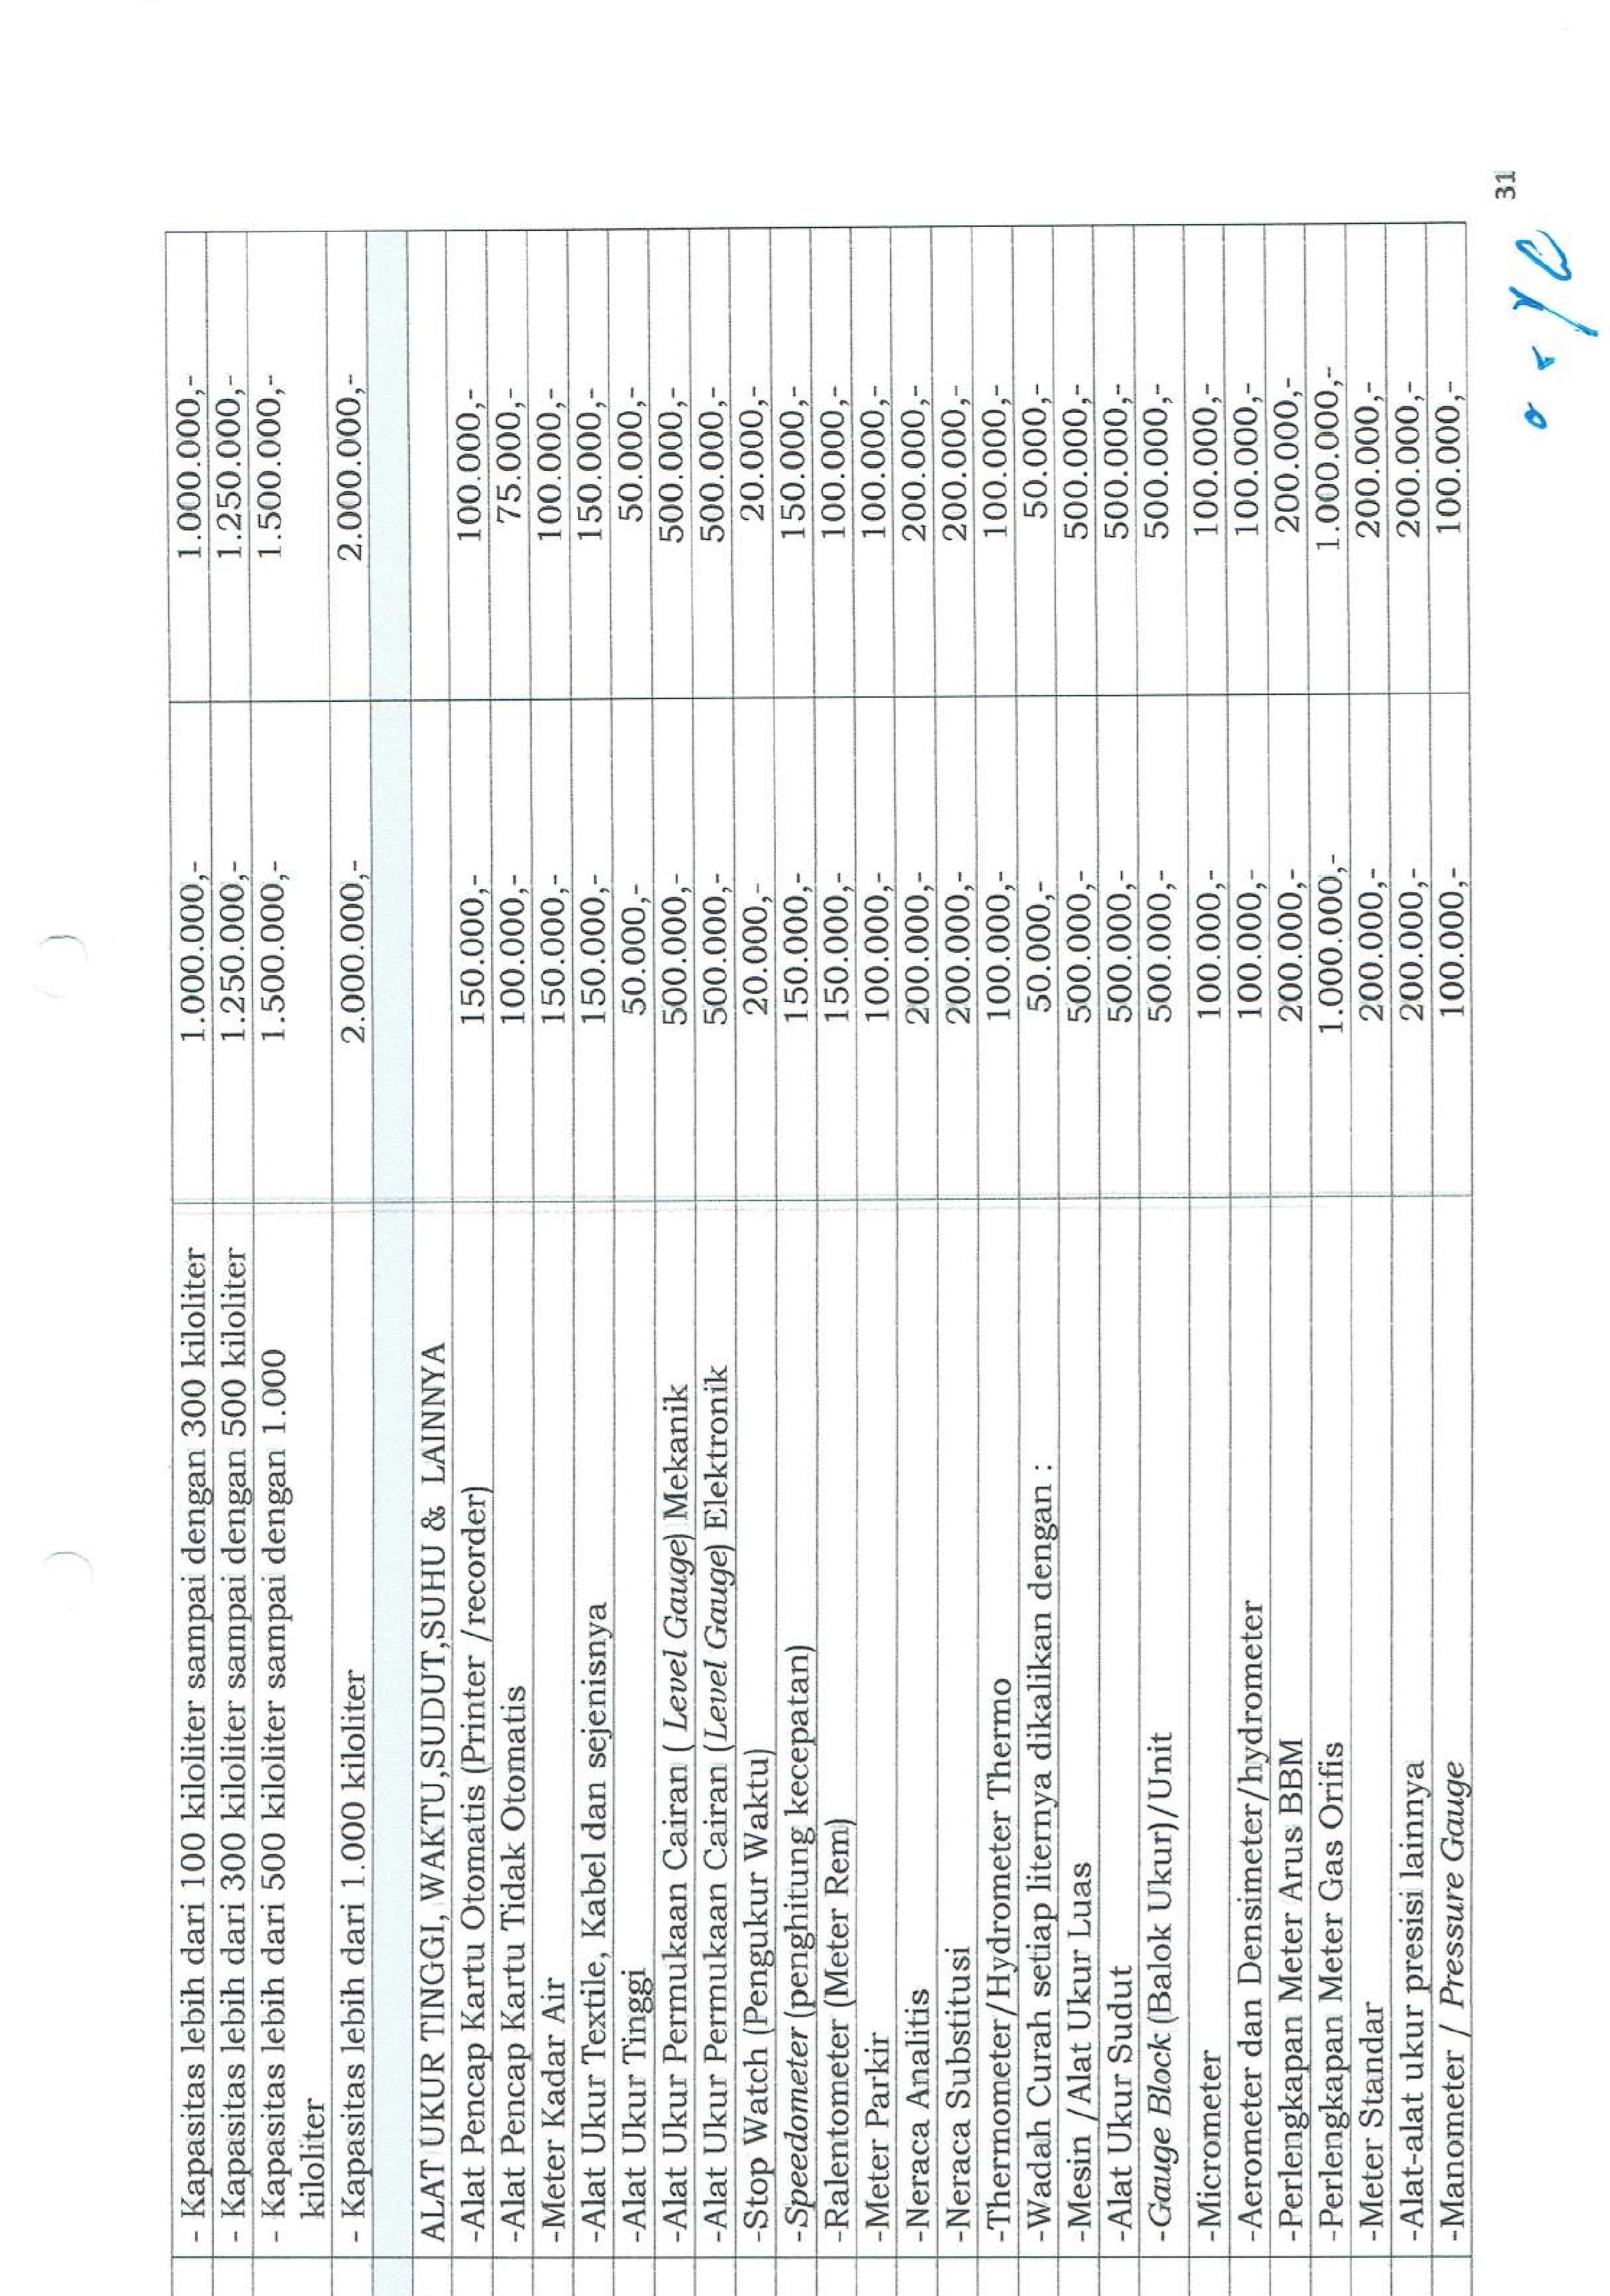 - Kapasitas lebih dari 100 kiloliter sampai dengan 300 kiloliter 1.000.000,- 1.000.000,-
- Kapasitas lebih dari 300 kiloliter sampai dengan 500 kiloliter 1.250.000,- 1.250.000,-
- Kapasitas lebih dari 500 kiloliter sampai dengan 1.000 1.500.000,- 1.500.000,-
kiloliter
- Kapasitas lebih dari 1.000 kiloliter 2.000.000,- 2.000.000,-
ALAT UKUR TINGGI, WAKTU,SUDUT,SUHU & LAINNYA
-Alat Pencap Kartu Otomatis (Printer /recorder) 150.000,- 100.000,-
-Alat Pencap Kartu Tidak Otomatis 100.000,- 75.000,-
-Meter Kadar Air 150.000,- 100.000,-
-Alat Ukur Textile, Kabel dan sejenisnya 150.000,- 150.000,-
-Alat Ukur Tinggi 50.000,- 50.000,-
-Alat Ukur Permukaan Cairan ( Level Gauge) Mekanik 500.000,- 500.000,-
-Alat Ukur Permukaan Cairan (Level Gauge) Elektronik 500.000,- 500.000,-
-Stop Watch (Pengukur Waktu) 20.000,- 20.000,-
-Speedometer (penghitung kecepatan) 150.000,- 150.000,-
-Ralentometer (Meter Rem) 150.000,- 100.000,-
-Meter Parkir 100.000,- 100.000,-
-Neraca Analitis 200.000,- 200.000,-
-Neraca Substitusi 200.000,- 200.000,-
-Thermometer/Hydrometer Thermo 100.000,- 100.000,-
-Wadah Curah setiap liternya dikalikan dengan : 50.000,- 50.000,-
-Mesin /Alat Ukur Luas 500.000,- 500.000,-
-Alat Ukur Sudut 500.000,- 500.000,-
-Gauge Block (Balok Ukur)/Unit 500.000,- 500.000,-
-Micrometer 100.000,- 100.000,-
-Aerometer dan Densimeter/hydrometer 100.000,- 100.000,-
-Perlengkapan Meter Arus BBM 200.000,- 200.000,-
-Perlengkapan Meter Gas Orifis 1.000.000,- 1.000.000,-
-Meter Standar 200.000,- 200.000,-
-Alat-alat ukur presisi lainnya 200.000,- 200.000,-
-Manometer / Pressure Gauge 100.000,- 100.000,-
31